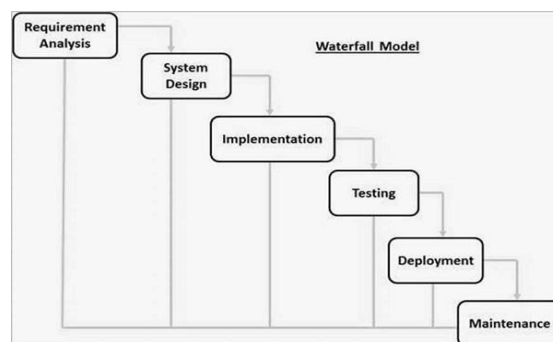 Requirement
Analysis
Waterfall Model
System
Design
Implementation
Testing
Deployment
Maintenance